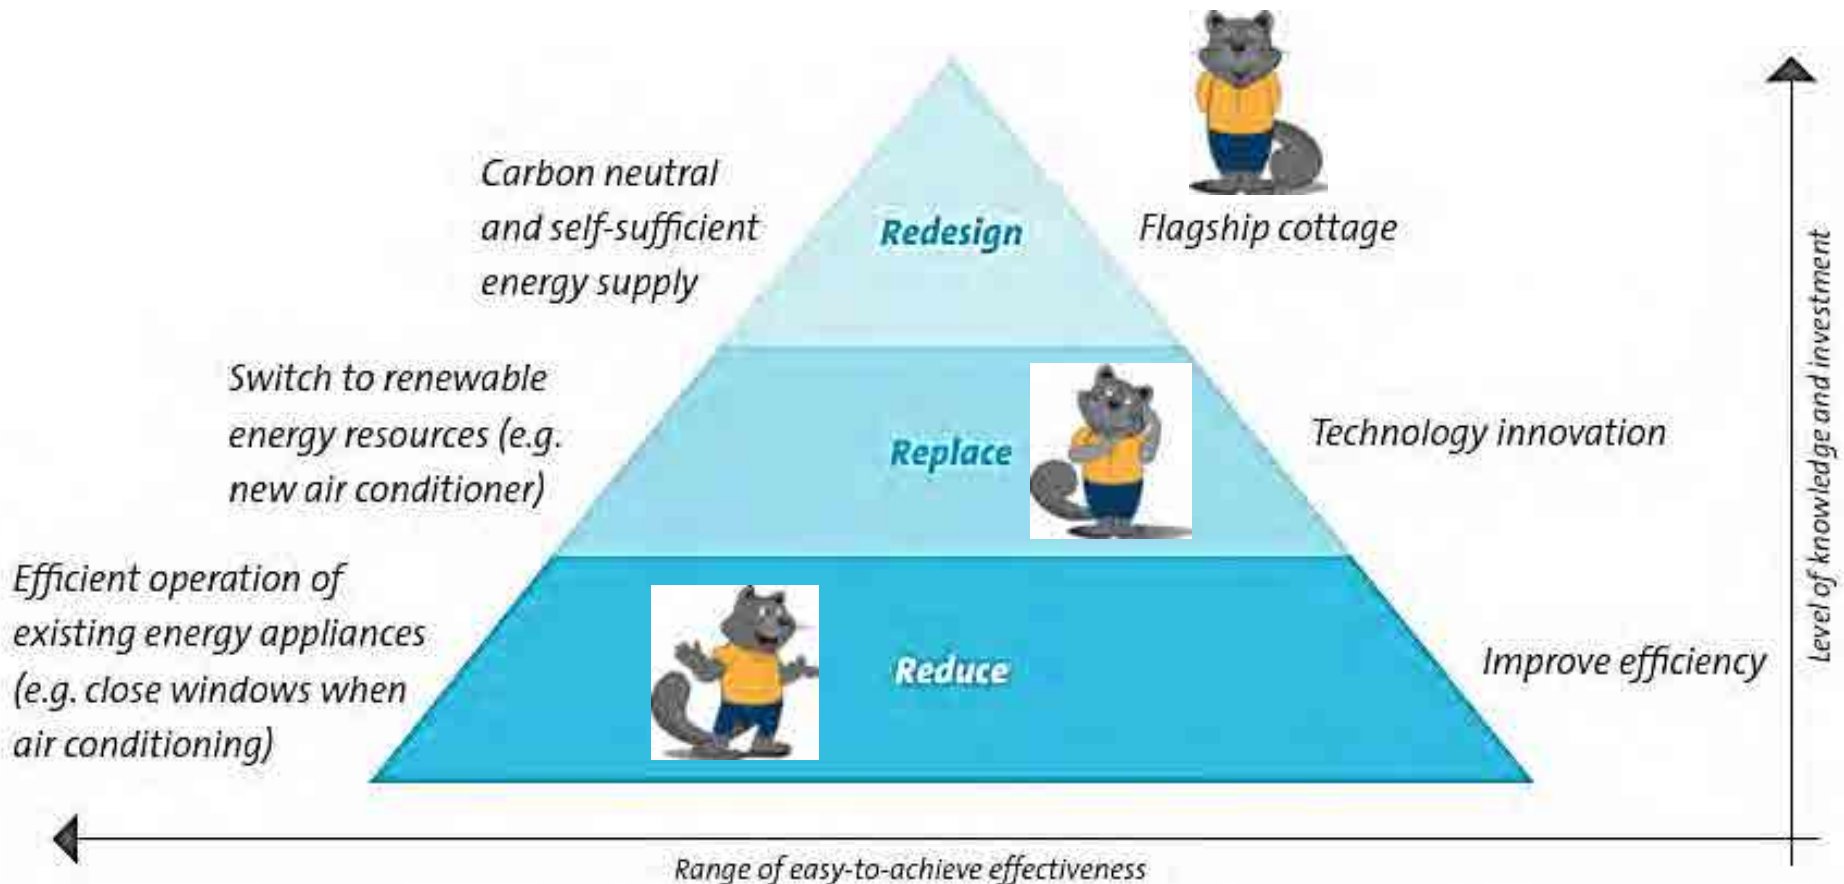 Carbon neutral
and self-sufficient
energy supply
Redesign
Flagship cottage
Switch to renewable
energy resources (e.g.
new air conditioner)
Replace
Technology innovation
Efficient operation of
existing energy appliances
(e.g. close windows when
air conditioning)
Reduce
Improve efficiency
Level of knowledge and investment
Range of easy-to-achieve effectiveness